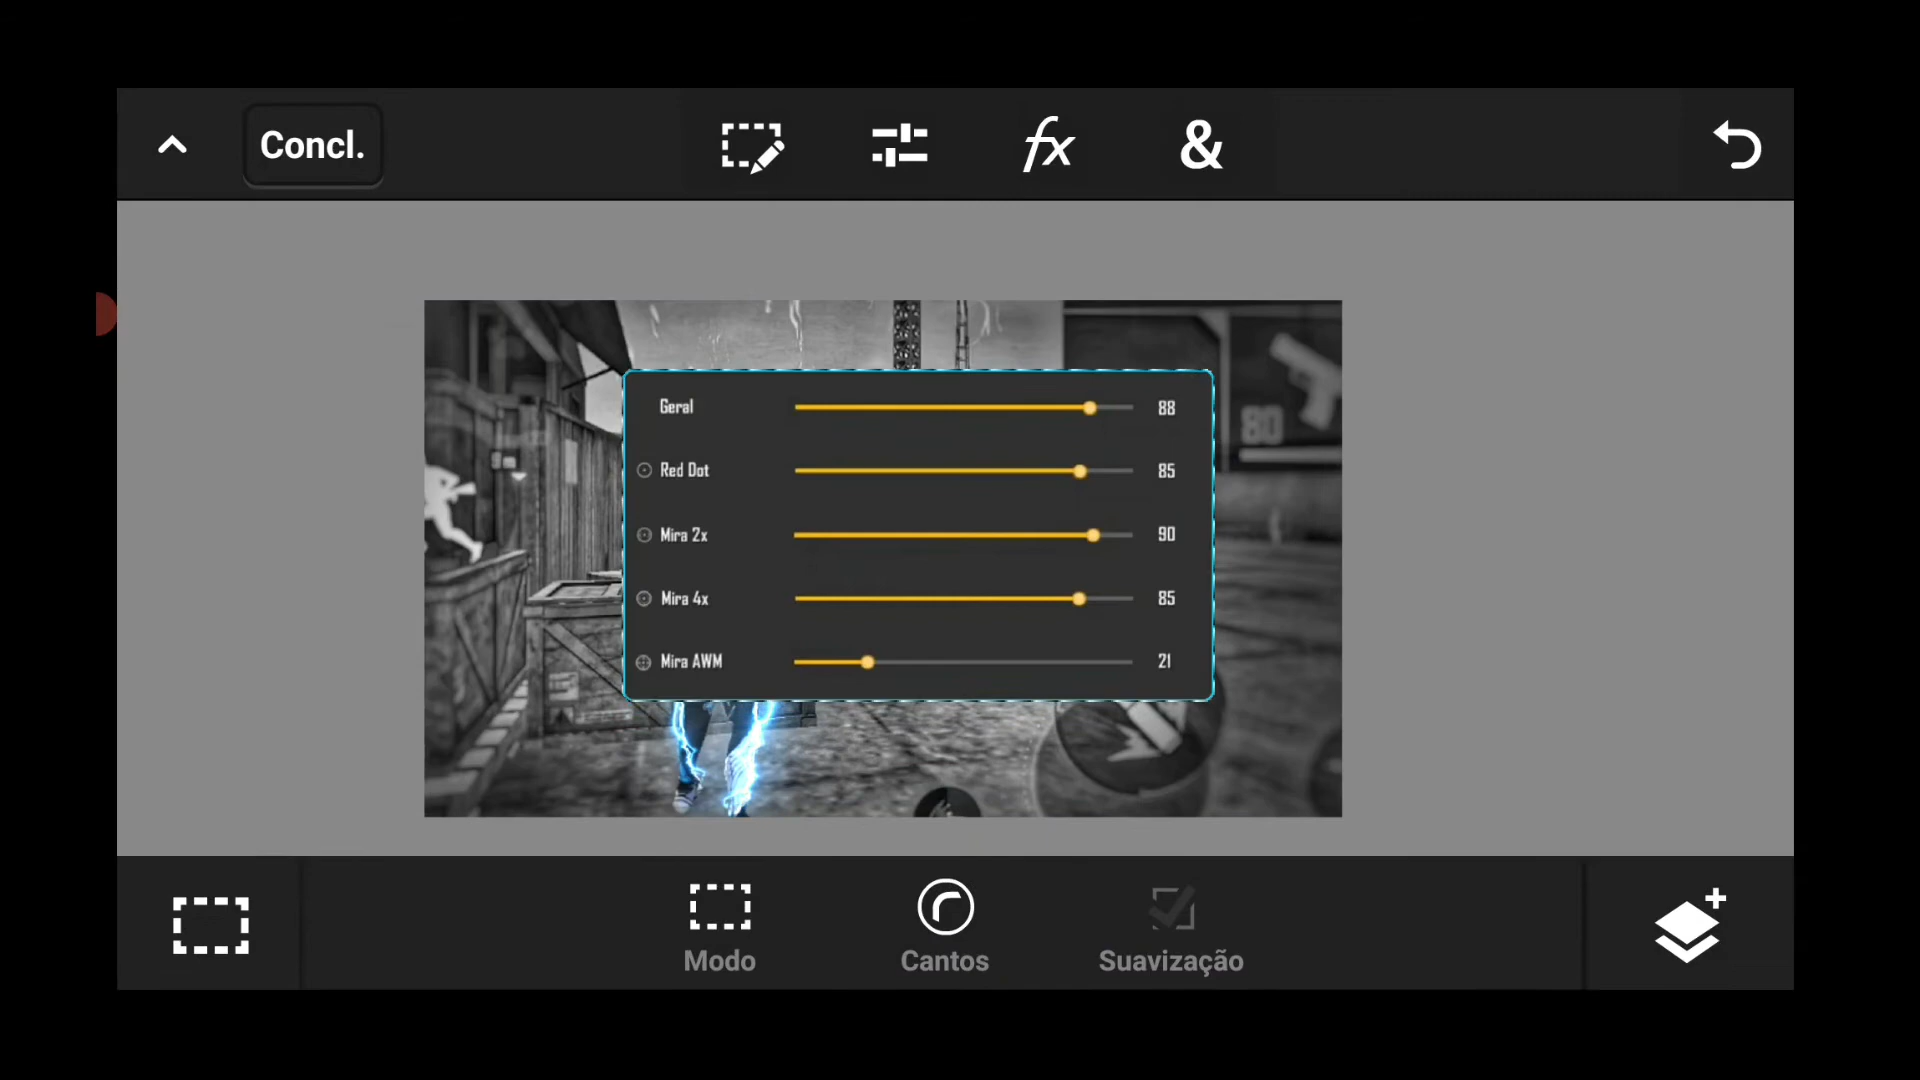 Concl.
fx
&
Geral 88
Red Dot 85
Mira 2x 90
Mira 4x 85
Mira AWM 21
80
Modo
Cantos
Suavização